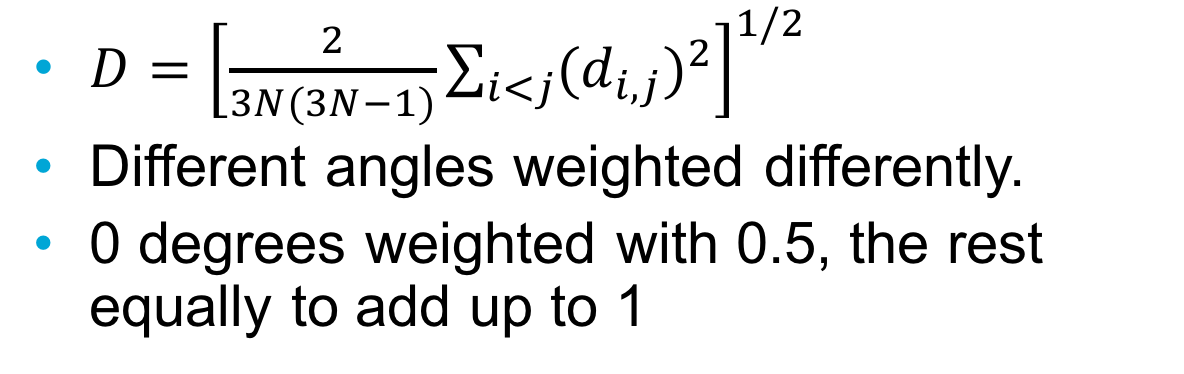 • D = [2/(3N(3N−1)) ∑i<j(di,j)²]^1/2
• Different angles weighted differently.
• 0 degrees weighted with 0.5, the rest
equally to add up to 1